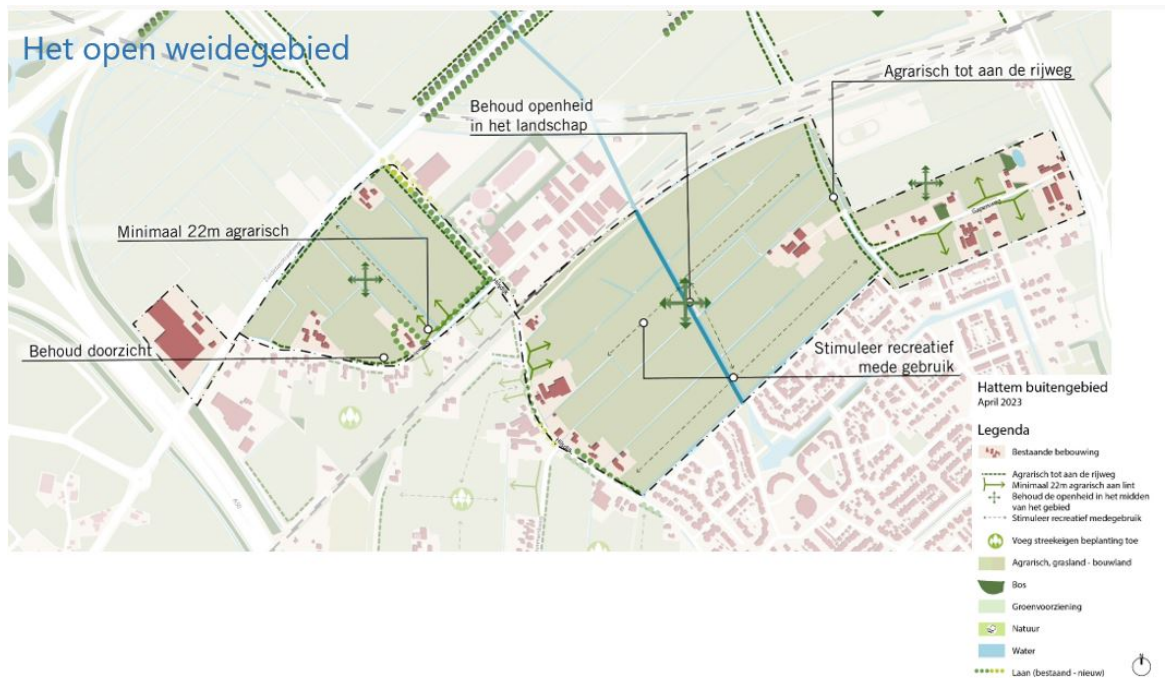 Het open weidegebied
Agrarisch tot aan de rijweg
Behoud openheid
in het landschap
Minimaal 22m agrarisch
Behoud doorzicht
Stimuleer recreatief
mede gebruik
A50
Hattem buitengebied
April 2023
Legenda
Bestaande bebouwing
Agrarisch tot aan de rijweg
Minimaal 22m agrarisch aan lint
Behoud de openheid in het midden
van het gebied
Stimuleer recreatief medegebruik
Voeg streekeigen beplanting toe
Agrarisch, grasland - bouwland
Bos
Groenvoorziening
Natuur
Water
Laan (bestaand - nieuw)
N